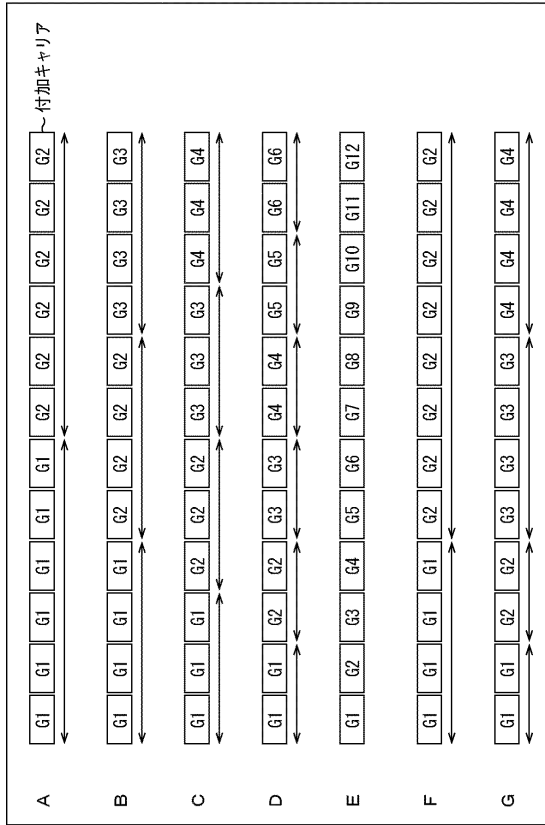 A G1 G1 G1 G1 G1 G1 G2 G2 G2 G2 G2 G2 付加キャリア
B G1 G1 G1 G1 G2 G2 G2 G2 G3 G3 G3 G3
C G1 G1 G1 G2 G2 G2 G3 G3 G3 G4 G4 G4
D G1 G1 G2 G2 G3 G3 G4 G4 G5 G5 G6 G6
E G1 G2 G3 G4 G5 G6 G7 G8 G9 G10 G11 G12
F G1 G1 G1 G1 G2 G2 G2 G2 G2 G2 G2 G2
G G1 G1 G2 G2 G3 G3 G3 G3 G4 G4 G4 G4